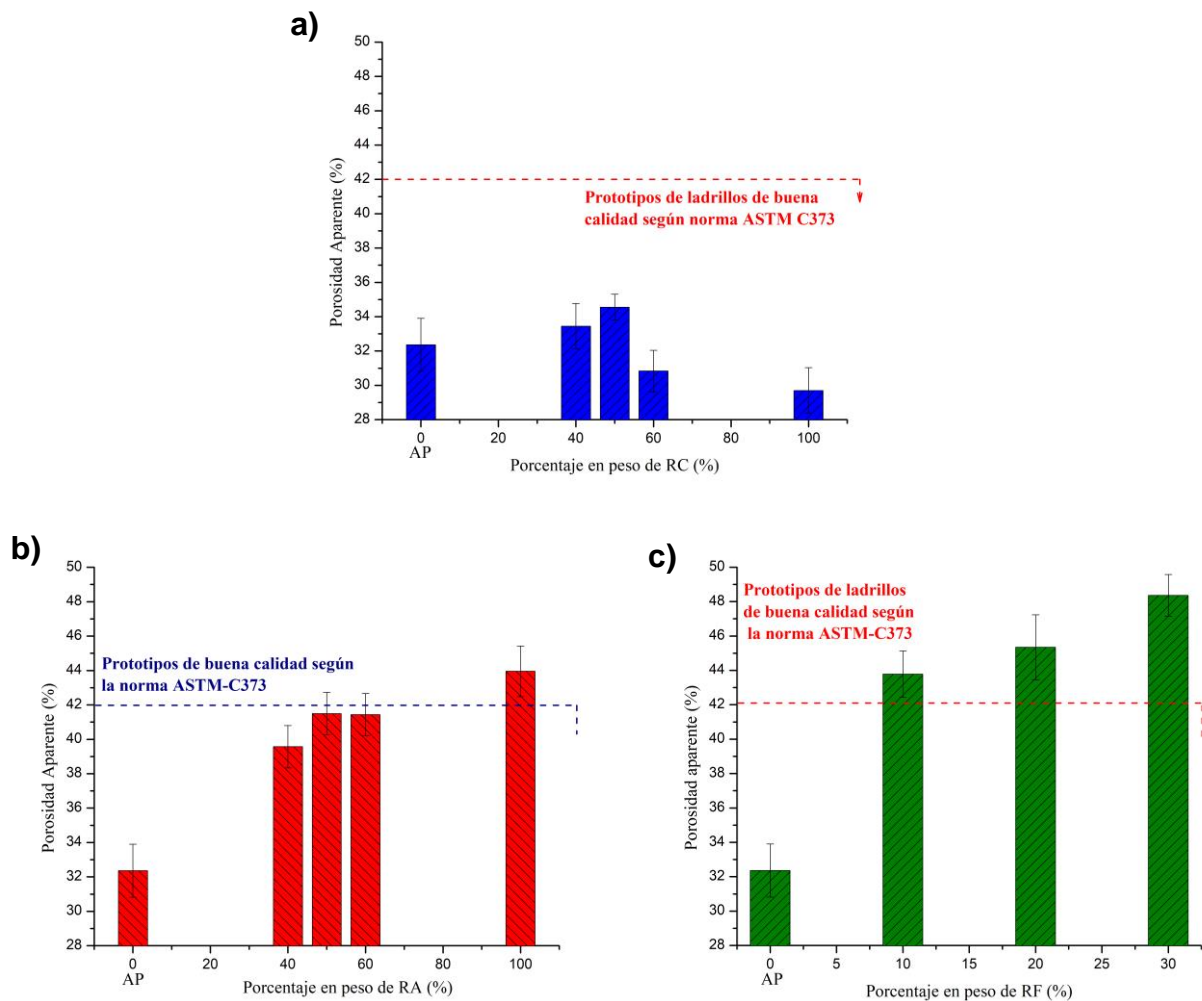 a)
50
48
46
44
42
40
38
36
34
32
30
28
Porosidad Aparente (%)
Prototipos de ladrillos de buena
calidad según norma ASTM C373
0
20
40
60
80
100
AP
Porcentaje en peso de RC (%)
b)
50
48
46
44
42
40
38
36
34
32
30
28
Porosidad Aparente (%)
Prototipos de buena calidad según
la norma ASTM-C373
0
20
40
60
80
100
AP
Porcentaje en peso de RA (%)
c)
50
48
46
44
42
40
38
36
34
32
30
28
Porosidad aparente (%)
Prototipos de ladrillos
de buena calidad según
la norma ASTM-C373
0
5
10
15
20
25
30
AP
Porcentaje en peso de RF (%)